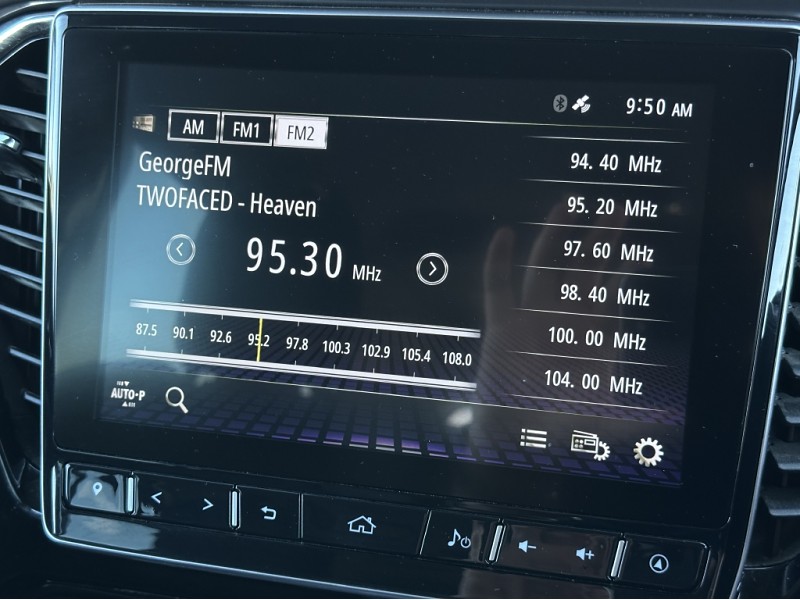 9:50 AM
AM FM1 FM2
GeorgeFM
TWOFACED - Heaven
95.30 MHz
87.5 90.1 92.6 95.2 97.8 100.3 102.9 105.4 108.0
AUTO-P
94.40 MHz
95.20 MHz
97.60 MHz
98.40 MHz
100.00 MHz
104.00 MHz